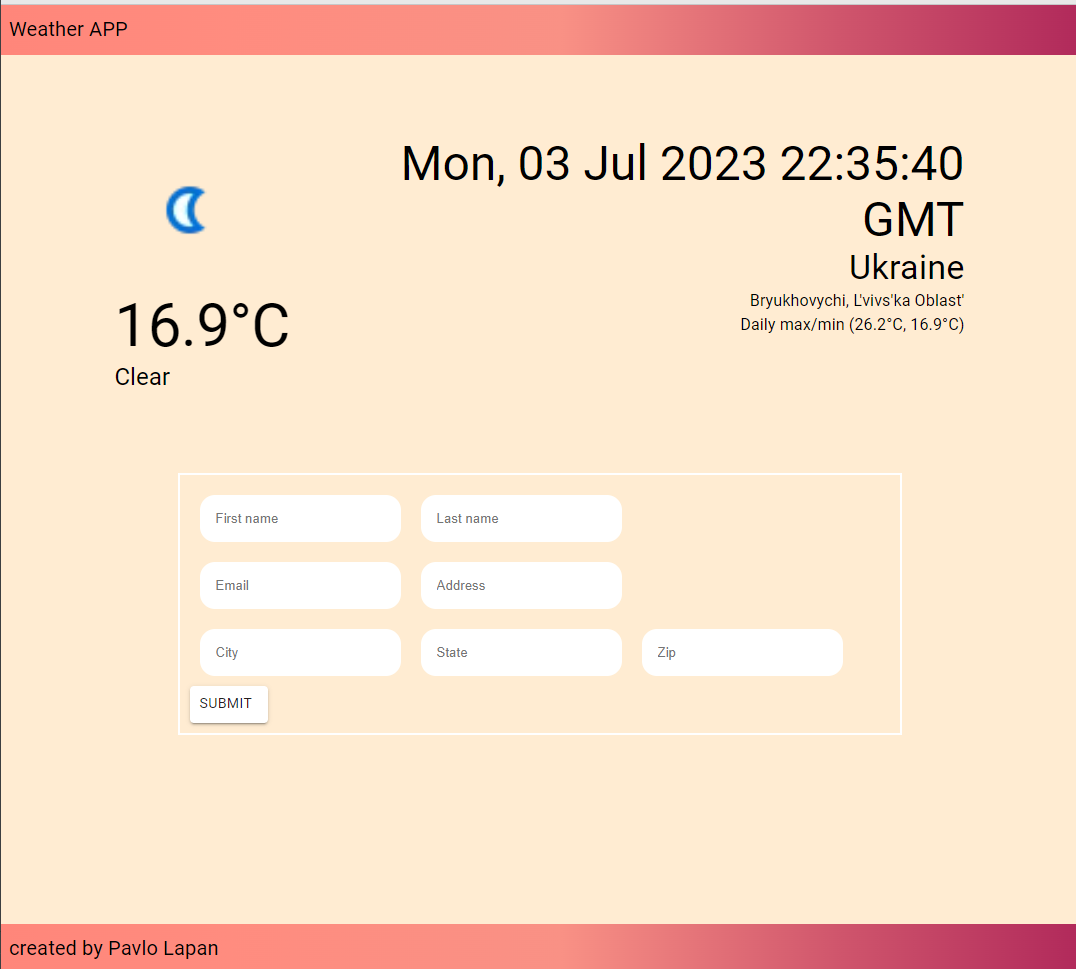 Weather APP
Mon, 03 Jul 2023 22:35:40
GMT
Ukraine
Bryukhovychi, L'vivs'ka Oblast'
Daily max/min (26.2°C, 16.9°C)
16.9°C
Clear
First name
Last name
Email
Address
City
State
Zip
SUBMIT
created by Pavlo Lapan